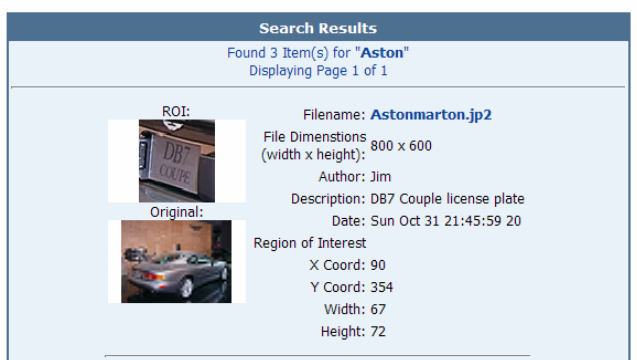 Search Results
Found 3 Item(s) for "Aston"
Displaying Page 1 of 1
ROI:
DB7
COUPE
Original:
Filename: Astonmarton.jp2
File Dimenstions
(width x height): 800 x 600
Author: Jim
Description: DB7 Couple license plate
Date: Sun Oct 31 21:45:59 20
Region of Interest
X Coord: 90
Y Coord: 354
Width: 67
Height: 72